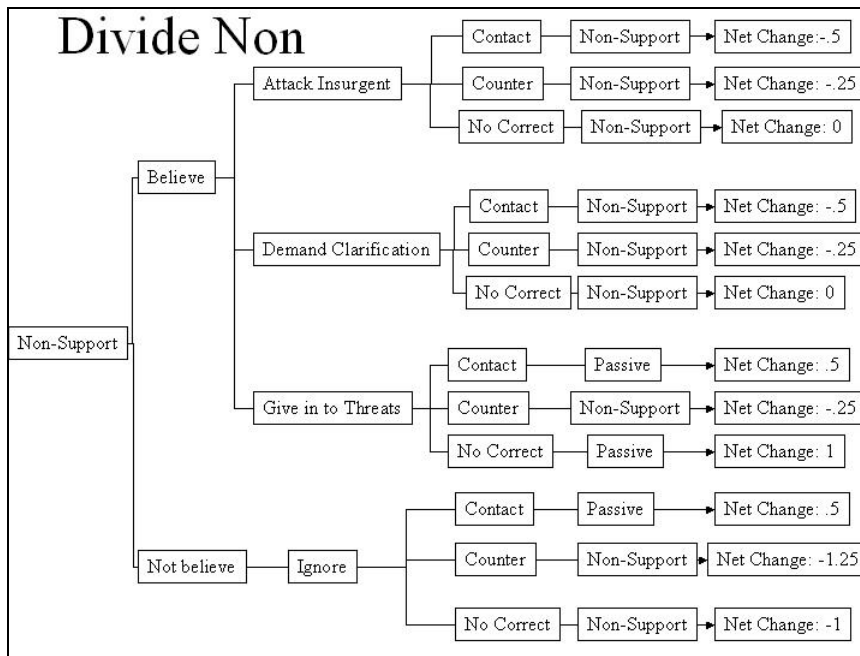 Divide Non
Contact Non-Support Net Change:-.5
Attack Insurgent Counter Non-Support Net Change: -.25
No Correct Non-Support Net Change: 0
Believe
Contact Non-Support Net Change: -.5
Demand Clarification Counter Non-Support Net Change: -.25
No Correct Non-Support Net Change: 0
Non-Support
Contact Passive Net Change: .5
Give in to Threats Counter Non-Support Net Change: -.25
No Correct Passive Net Change: 1
Contact Passive Net Change: .5
Not believe Ignore Counter Non-Support Net Change: -1.25
No Correct Non-Support Net Change: -1